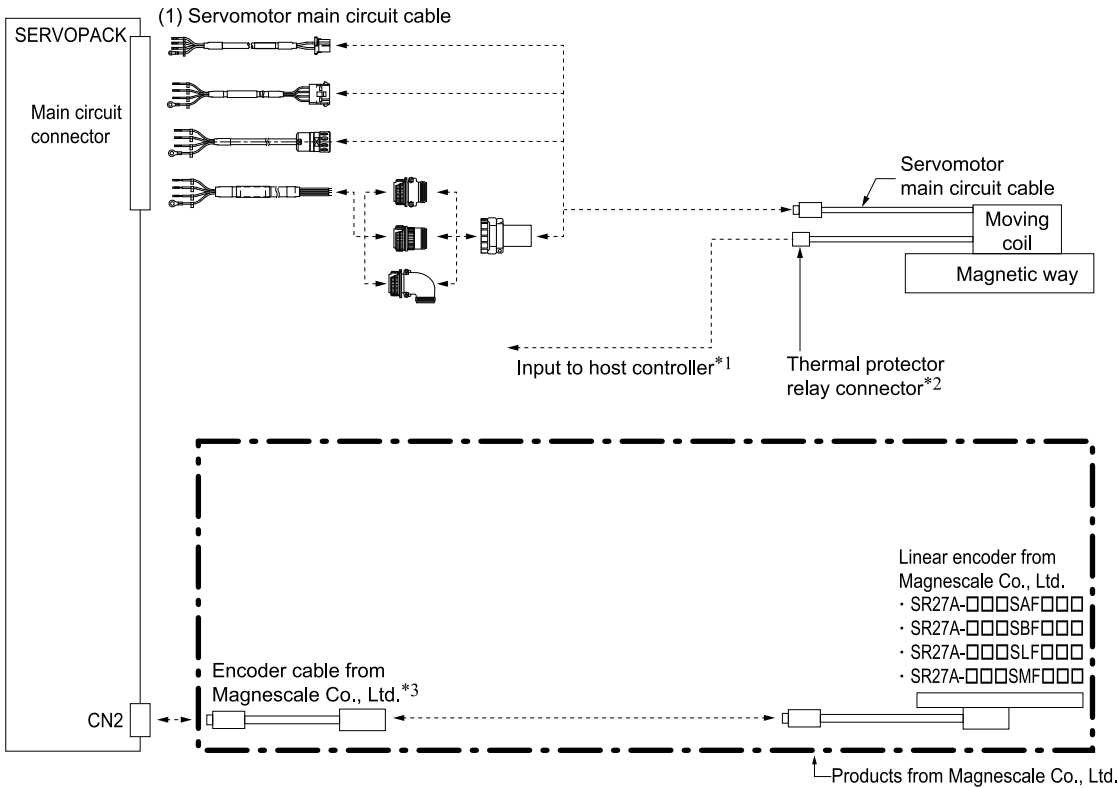 (1) Servomotor main circuit cable
SERVOPACK
Main circuit
connector
Servomotor
main circuit cable
Moving
coil
Magnetic way
Input to host controller*1
Thermal protector
relay connector*2
Linear encoder from
Magnescale Co., Ltd.
· SR27A-□□□SAF□□□
· SR27A-□□□SBF□□□
· SR27A-□□□SLF□□□
· SR27A-□□□SMF□□□
Encoder cable from
Magnescale Co., Ltd.*3
CN2
Products from Magnescale Co., Ltd.